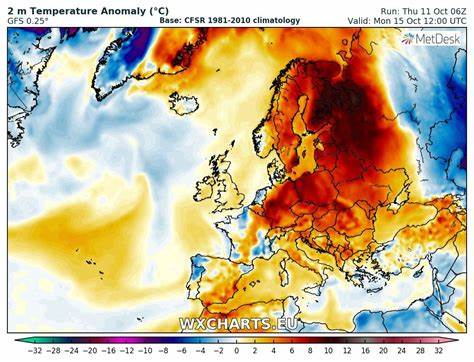 2 m Temperature Anomaly (°C)
Run: Thu 11 Oct 06Z
GFS 0.25°
Base: CFSR 1981-2010 climatology
Valid: Mon 15 Oct 12:00 UTC
MetDesk
WXCHARTS.EU
−32 −28 −24 −20 −16 −14 −12 −10 −8 −6 −4 −2 0 2 4 6 8 10 12 14 16 20 24 28 32